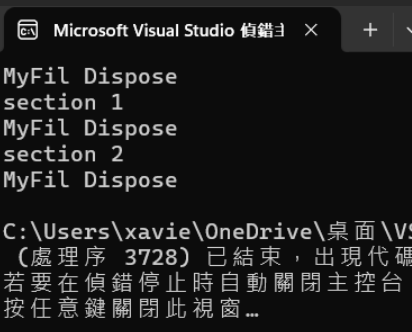 Microsoft Visual Studio 偵錯主
MyFil Dispose
section 1
MyFil Dispose
section 2
MyFil Dispose
C:\Users\xavie\OneDrive\桌面\VS
(處理序 3728) 已結束，出現代碼
若要在偵錯停止時自動關閉主控台
按任意鍵關閉此視窗…